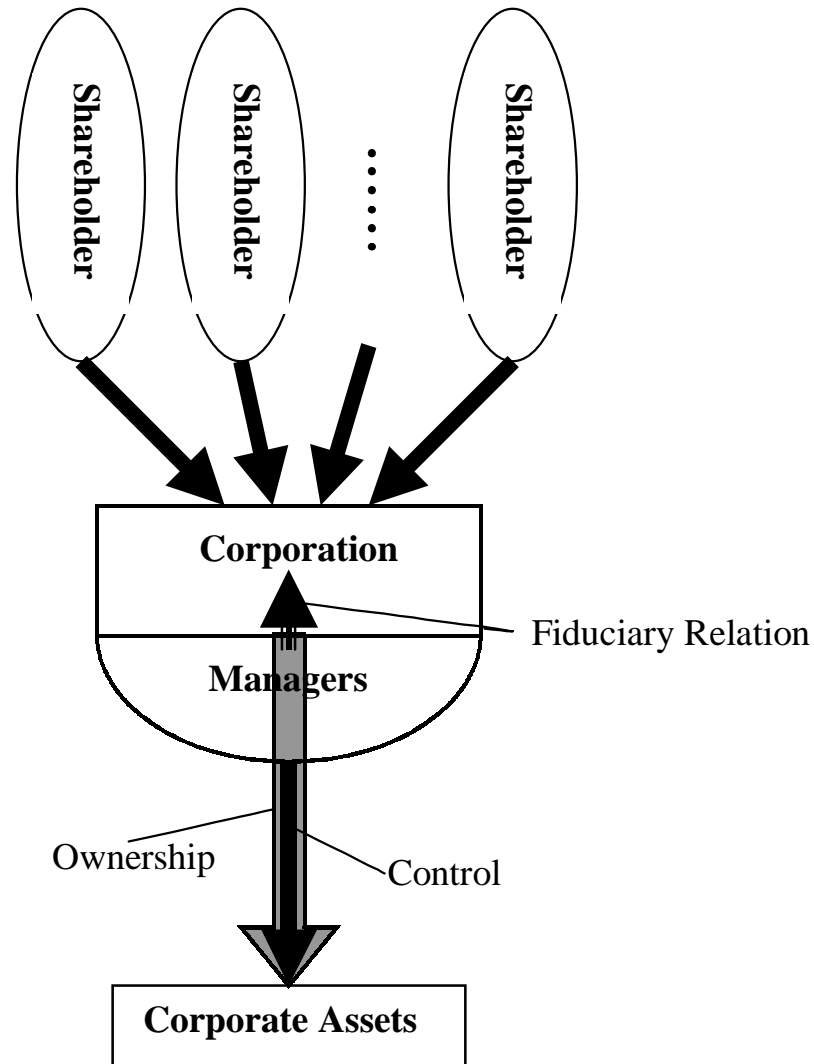 Shareholder
Shareholder
......
Shareholder
Corporation
Fiduciary Relation
Managers
Ownership
Control
Corporate Assets